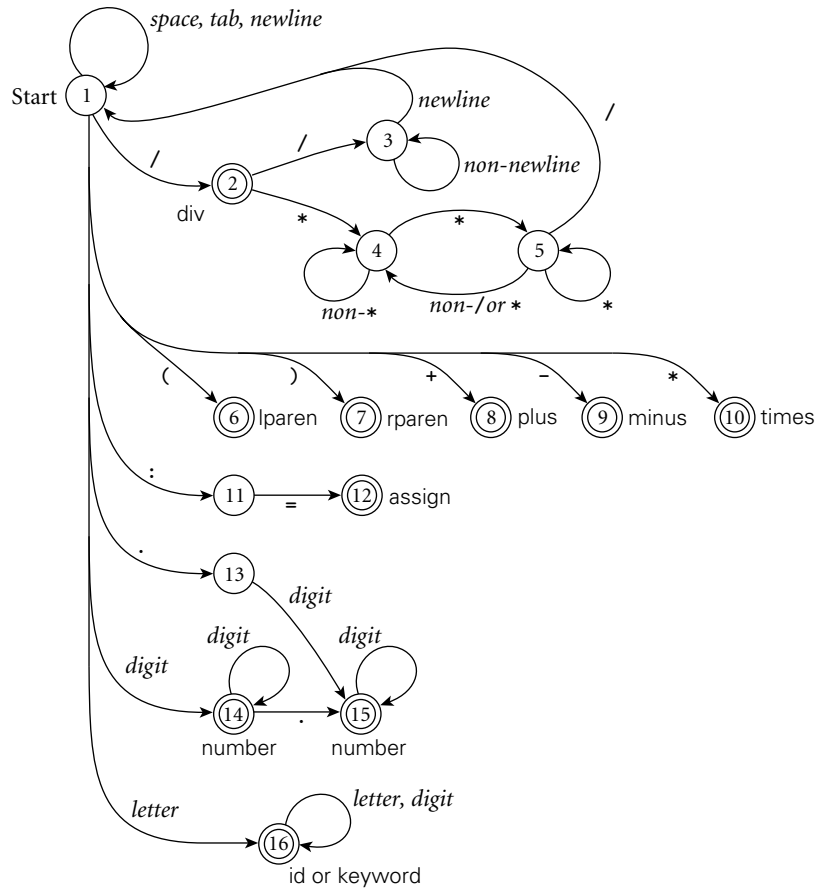 space, tab, newline
Start 1
/
newline
/ / 3
2 non-newline
div * *
4 5
non-* non-/or * *
( ) + - *
6 lparen 7 rparen 8 plus 9 minus 10 times
:
11 = 12 assign
.
13
digit
digit digit
digit
14 . 15
number number
letter letter, digit
16
id or keyword